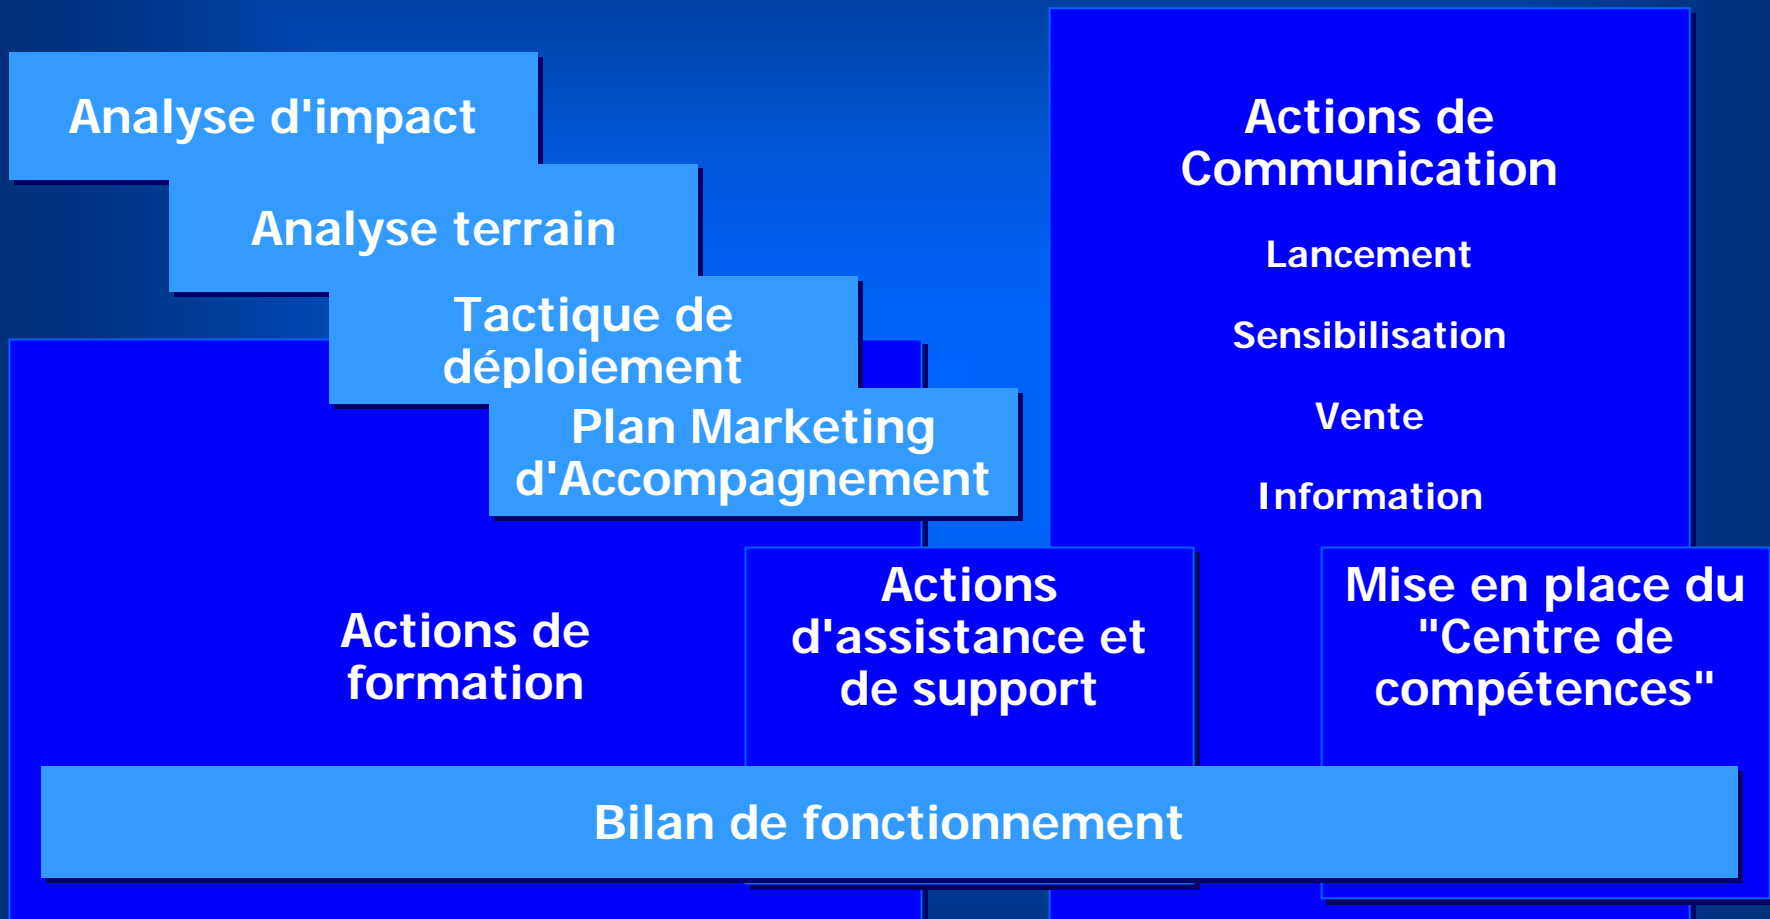 Analyse d'impact
Analyse terrain
Tactique de
déploiement
Plan Marketing
d'Accompagnement
Actions de
Communication
Lancement
Sensibilisation
Vente
Information
Actions de
formation
Actions
d'assistance et
de support
Mise en place du
"Centre de
compétences"
Bilan de fonctionnement